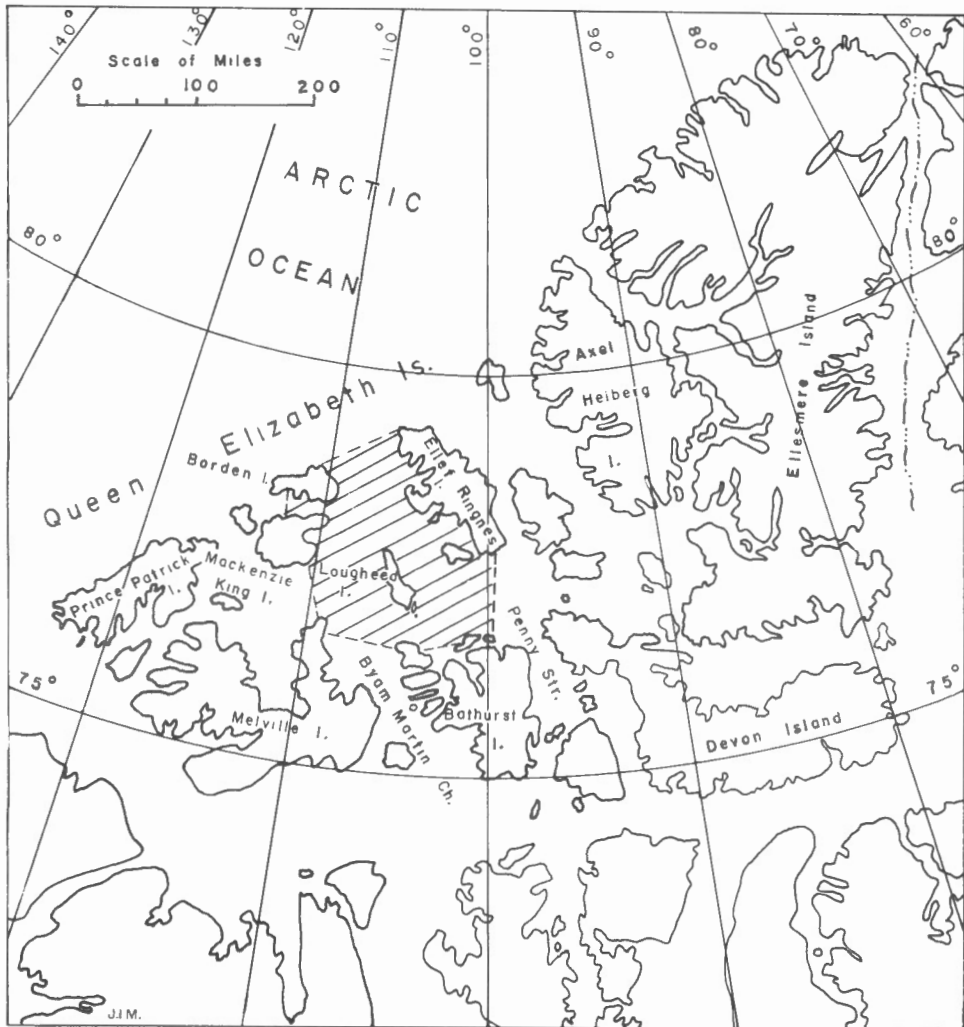 140°
130°
120°
110°
100°
90°
80°
70°
60°
Scale of Miles
0 100 200
ARCTIC
OCEAN
80°
80°
Queen Elizabeth Is.
Axel
Heiberg
I.
Ellesmere Island
Borden I.
Ellef Ringnes
I.
Prince Patrick
I.
Mackenzie
King I.
Lougheed
I.
Penny Str.
Byam Martin
Ch.
Bathurst
I.
Melville I.
Devon Island
75°
75°
J.I.M.